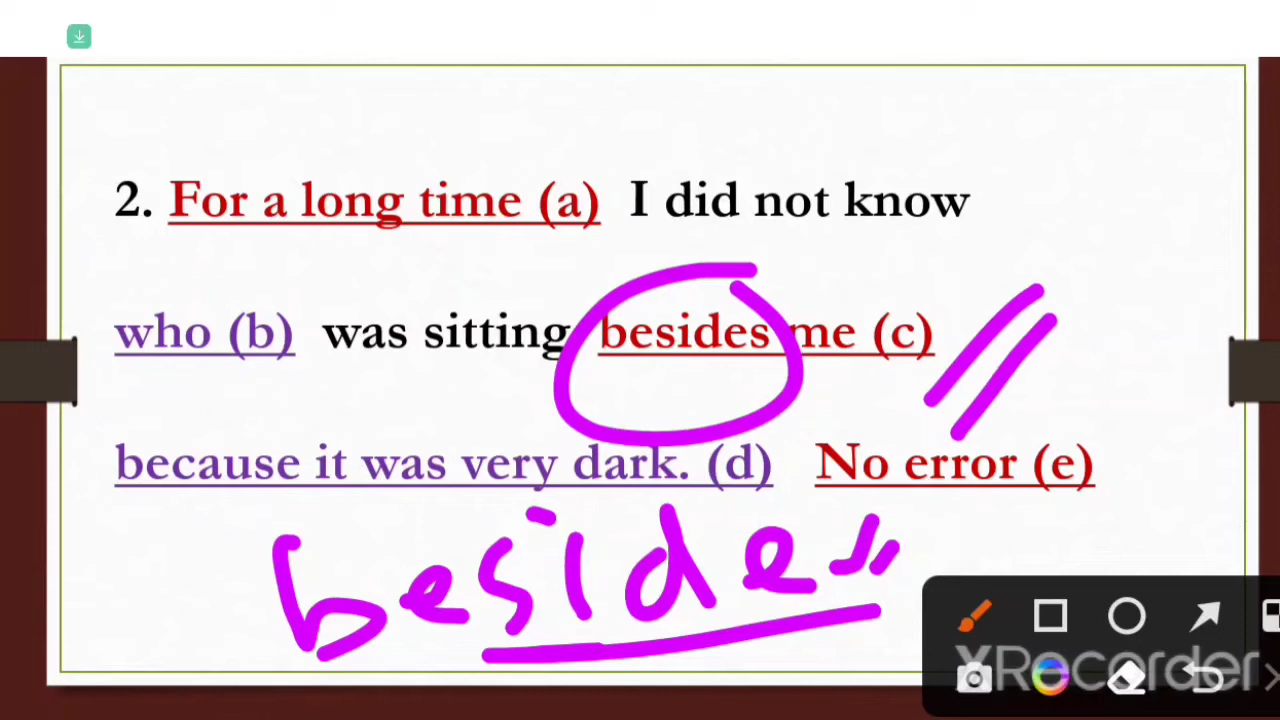 2. For a long time (a) I did not know
who (b) was sitting besides me (c)
because it was very dark. (d) No error (e)
beside
XRecorder